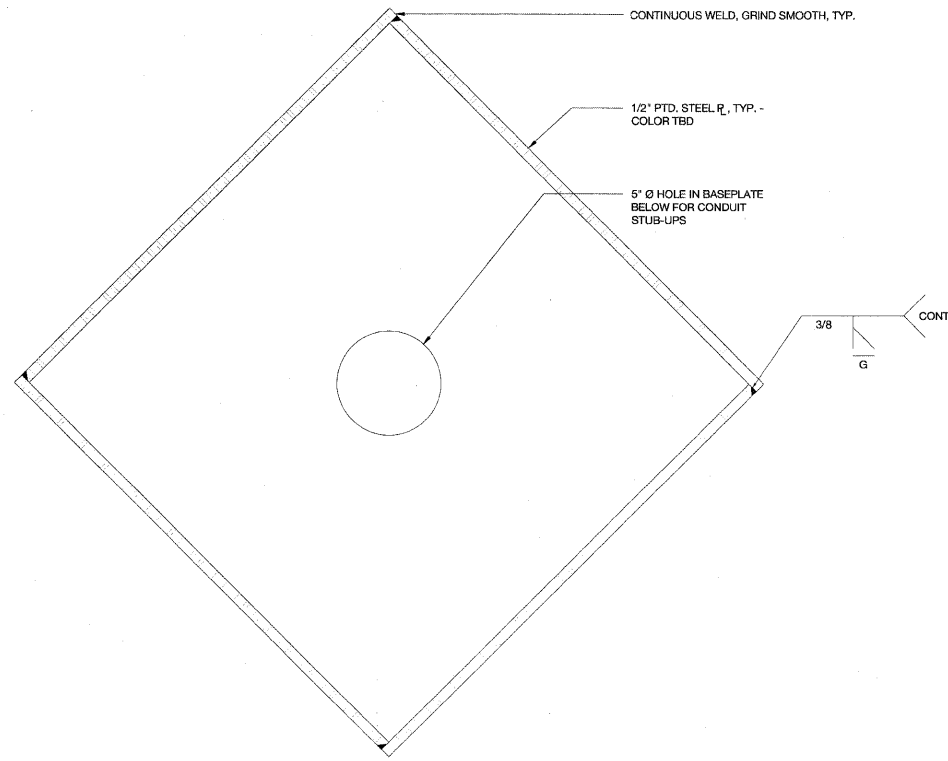 CONTINUOUS WELD, GRIND SMOOTH, TYP.
1/2" PTD. STEEL ℄, TYP. -
COLOR TBD
5" Ø HOLE IN BASEPLATE
BELOW FOR CONDUIT
STUB-UPS
3/8
CONT
G